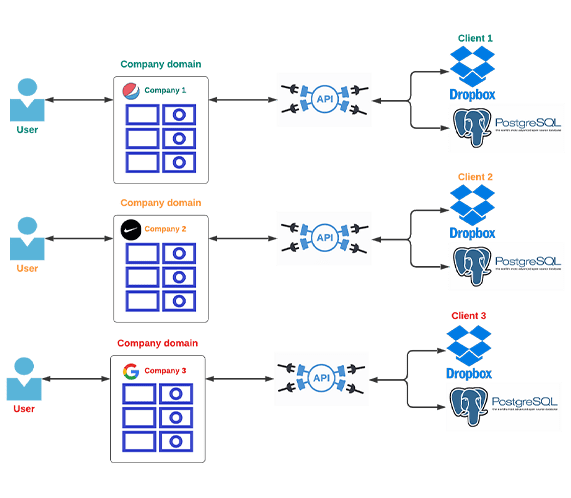 Client 1
Company domain
Company 1
API
Dropbox
User
PostgreSQL
Client 2
Company domain
Company 2
API
Dropbox
User
PostgreSQL
Client 3
Company domain
Company 3
API
Dropbox
User
PostgreSQL